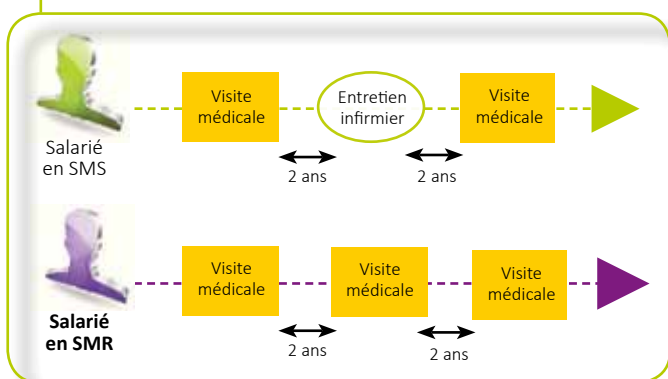 Visite
médicale
Entretien
infirmier
Visite
médicale
Salarié
en SMS
2 ans
2 ans
Visite
médicale
Visite
médicale
Visite
médicale
Salarié
en SMR
2 ans
2 ans